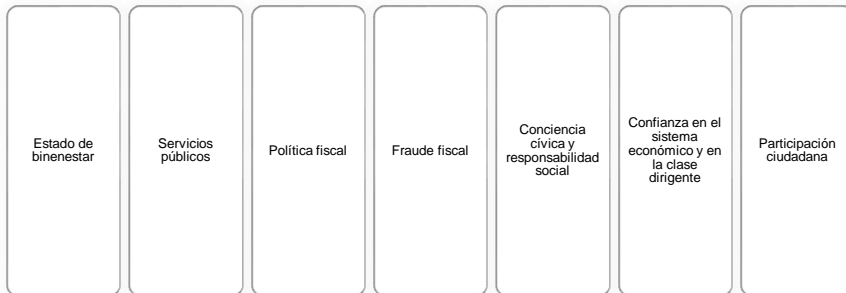 Estado de
binenestar
Servicios
públicos
Política fiscal
Fraude fiscal
Conciencia
cívica y
responsabilidad
social
Confianza en el
sistema
económico y en
la clase
dirigente
Participación
ciudadana